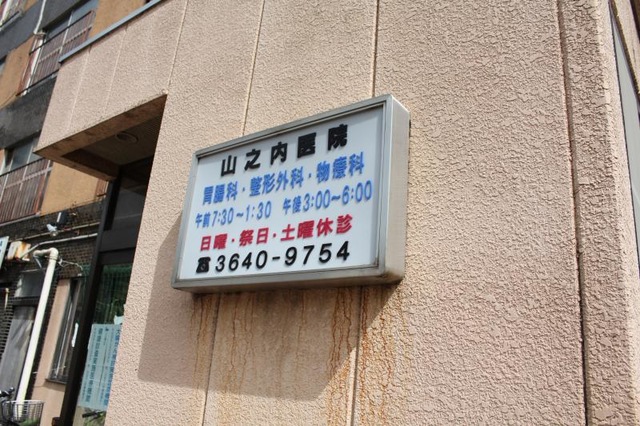 山之内医院
胃腸科・整形外科・物療科
午前7:30～1:30 午後3:00～6:00
日曜・祭日・土曜休診
☎3640-9754